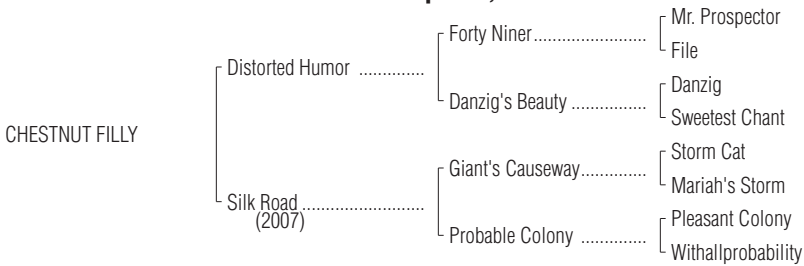 Mr. Prospector
Forty Niner......................
File
Distorted Humor ..............
Danzig
Danzig's Beauty ...............
Sweetest Chant
CHESTNUT FILLY
Storm Cat
Giant's Causeway.............
Mariah's Storm
Silk Road ..........................
(2007)
Pleasant Colony
Probable Colony .............
Withallprobability